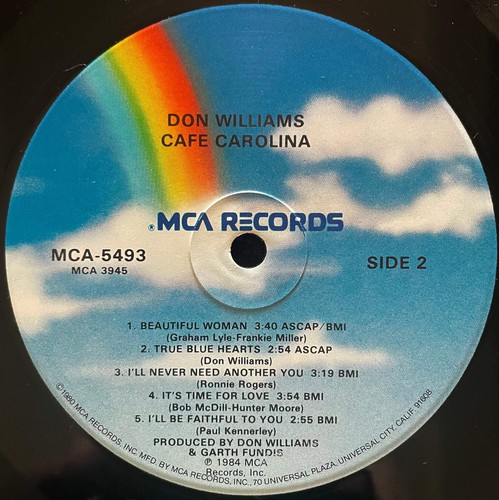 DON WILLIAMS
CAFE CAROLINA
®MCA RECORDS
MCA-5493
MCA 3945
SIDE 2
1. BEAUTIFUL WOMAN 3:40 ASCAP/BMI
(Graham Lyle-Frankie Miller)
2. TRUE BLUE HEARTS 2:54 ASCAP
(Don Williams)
3. I'LL NEVER NEED ANOTHER YOU 3:19 BMI
(Ronnie Rogers)
4. IT'S TIME FOR LOVE 3:54 BMI
(Bob McDill-Hunter Moore)
5. I'LL BE FAITHFUL TO YOU 2:55 BMI
(Paul Kennerley)
PRODUCED BY DON WILLIAMS
& GARTH FUNDIS
℗ 1984 MCA
Records, Inc.
©1980 MCA RECORDS, INC. MFD. BY MCA RECORDS, INC., 70 UNIVERSAL PLAZA, UNIVERSAL CITY, CALIF. 91608